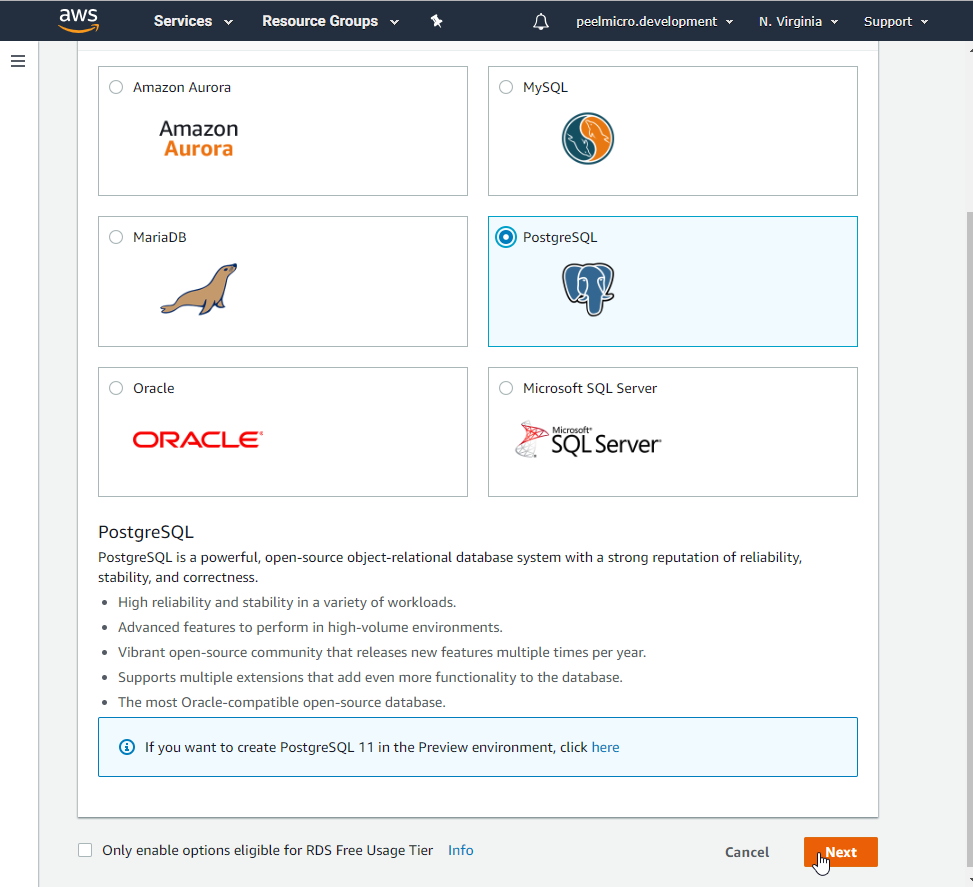 aws
Services
Resource Groups
peelmicro.development
N. Virginia
Support
Amazon Aurora
Amazon
Aurora
MySQL
MariaDB
PostgreSQL
Oracle
ORACLE®
Microsoft SQL Server
Microsoft®
SQL Server®
PostgreSQL
PostgreSQL is a powerful, open-source object-relational database system with a strong reputation of reliability,
stability, and correctness.
• High reliability and stability in a variety of workloads.
• Advanced features to perform in high-volume environments.
• Vibrant open-source community that releases new features multiple times per year.
• Supports multiple extensions that add even more functionality to the database.
• The most Oracle-compatible open-source database.
If you want to create PostgreSQL 11 in the Preview environment, click here
Only enable options eligible for RDS Free Usage Tier Info
Cancel
Next